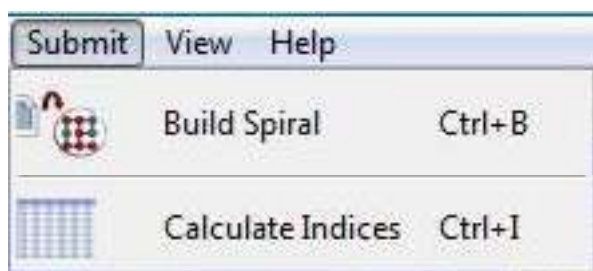 Submit View Help
Build Spiral Ctrl+B
Calculate Indices Ctrl+I